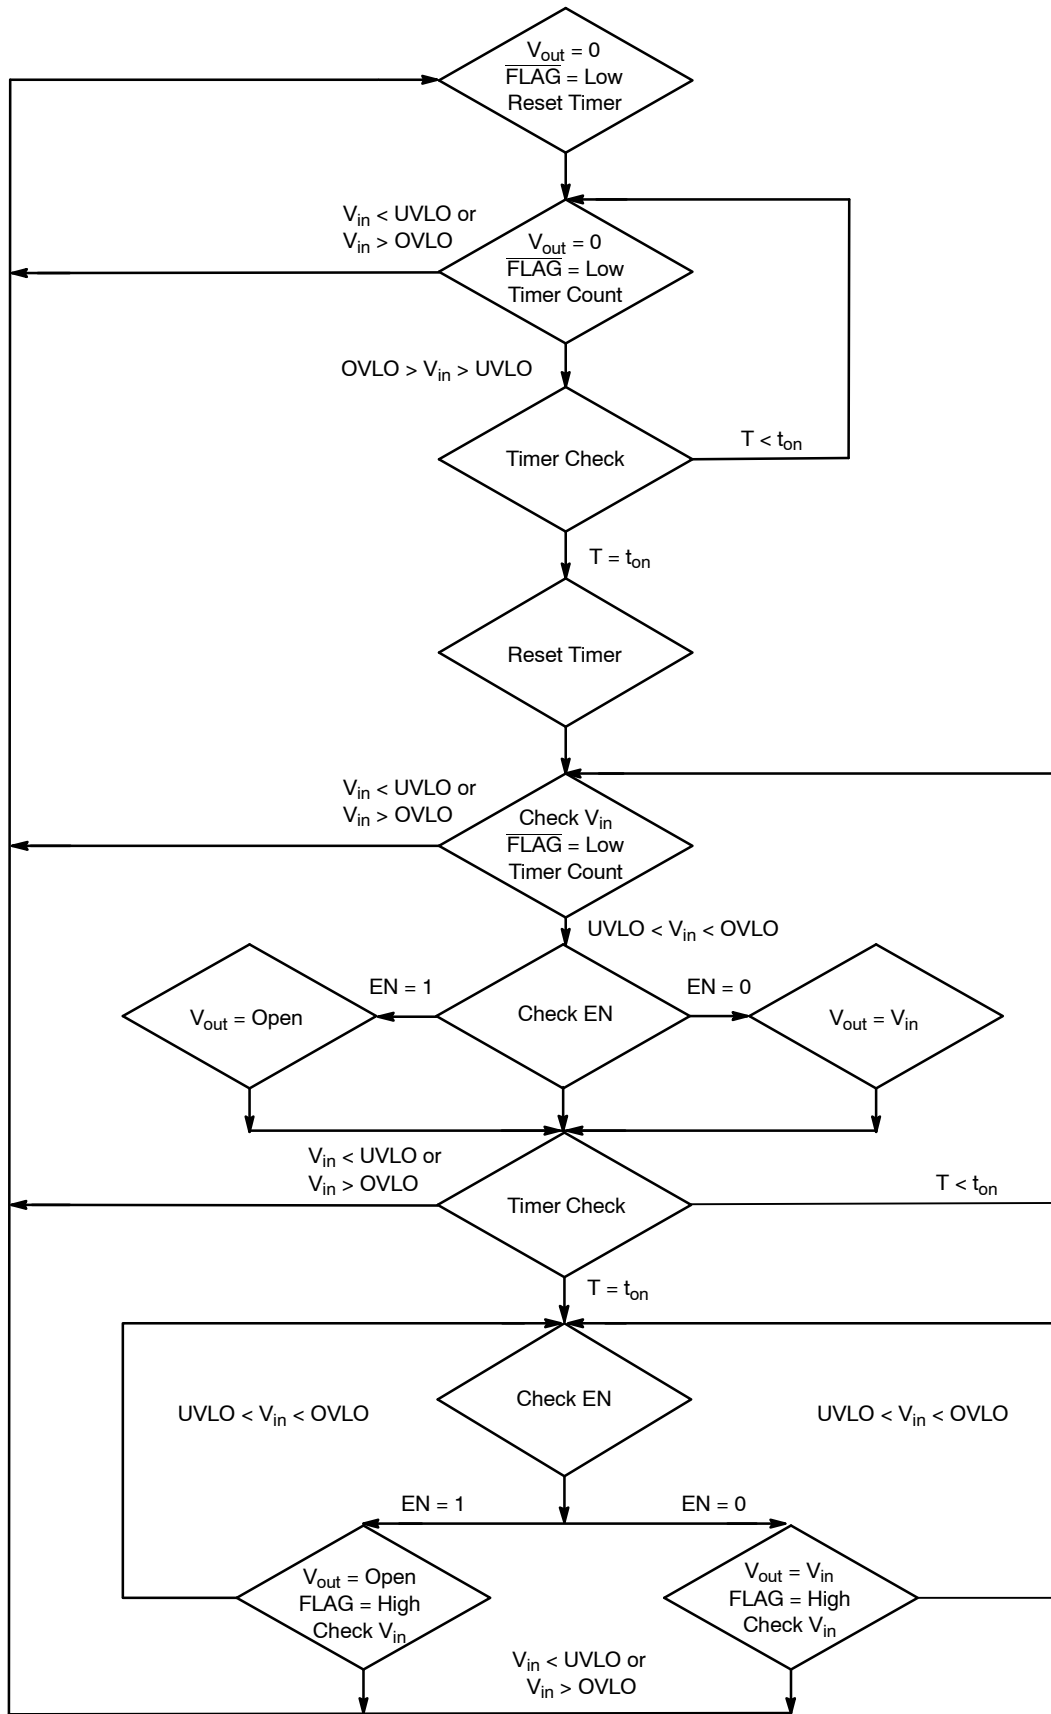 Vout = 0
FLAG = Low
Reset Timer
Vin < UVLO or
Vin > OVLO
Vout = 0
FLAG = Low
Timer Count
OVLO > Vin > UVLO
Timer Check
T < ton
T = ton
Reset Timer
Vin < UVLO or
Vin > OVLO
Check Vin
FLAG = Low
Timer Count
UVLO < Vin < OVLO
EN = 1
EN = 0
Vout = Open
Check EN
Vout = Vin
Vin < UVLO or
Vin > OVLO
Timer Check
T < ton
T = ton
Check EN
UVLO < Vin < OVLO
UVLO < Vin < OVLO
EN = 1
EN = 0
Vout = Open
FLAG = High
Check Vin
Vout = Vin
FLAG = High
Check Vin
Vin < UVLO or
Vin > OVLO